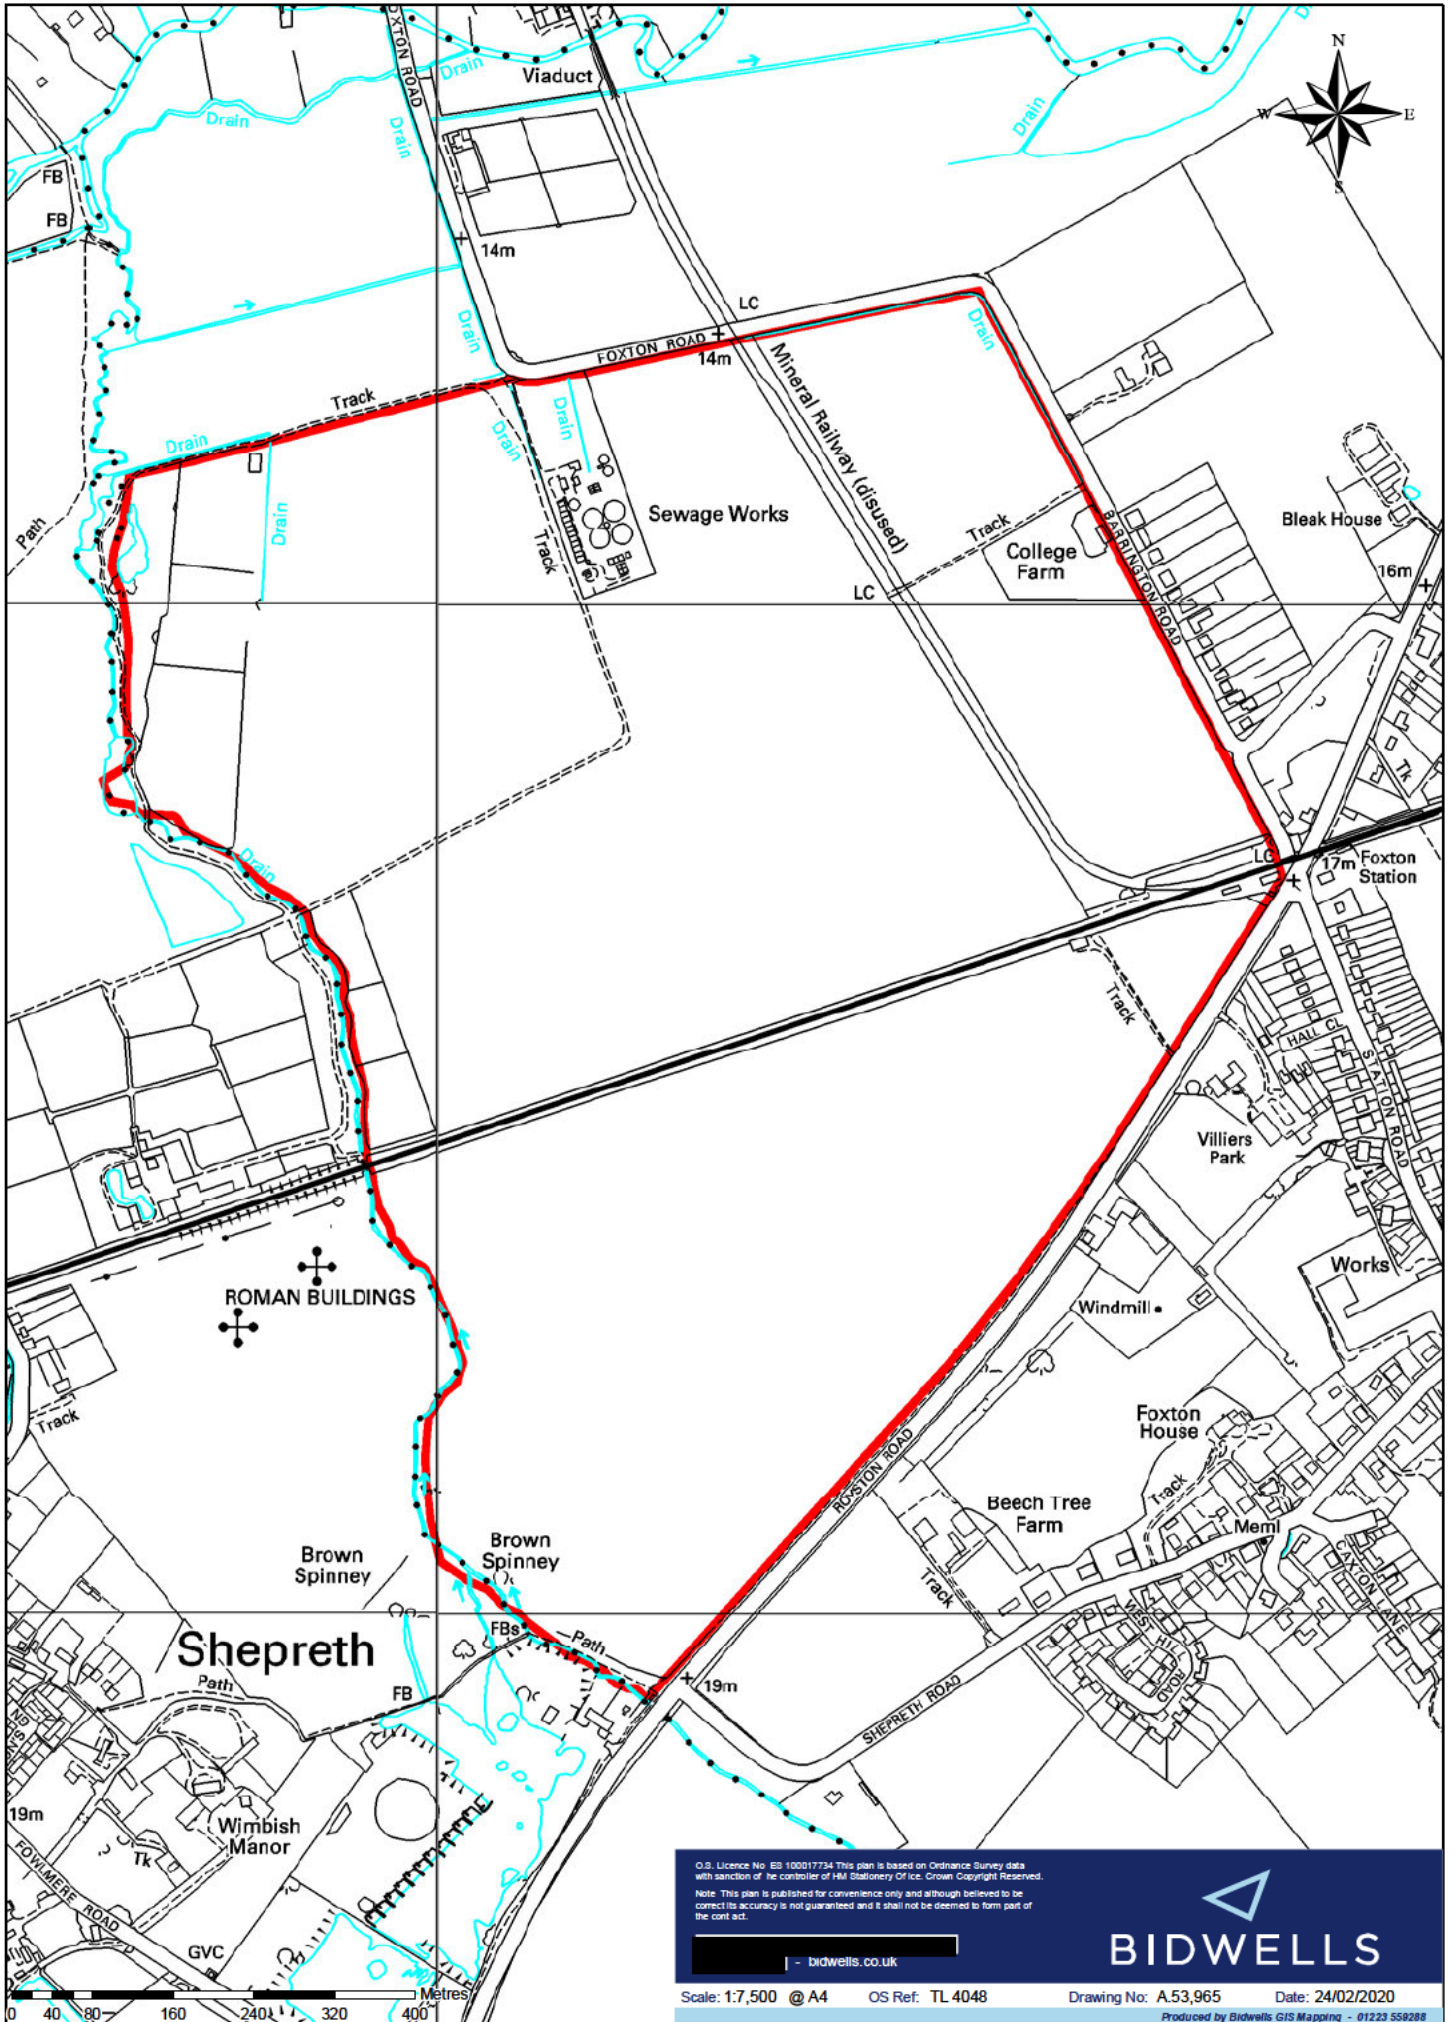 OXTON ROAD
Drain
Viaduct
Drain
Drain
Drain
N
W
E
S
FB
FB
14m
Drain
LC
FOXTON ROAD
14m
Drain
Track
Drain
Drain
Drain
Mineral Railway (disused)
Path
Drain
Track
Sewage Works
Track
College
Farm
BARRINGTON ROAD
Bleak House
16m
LC
Tk
Drain
LC
17m
Foxton
Station
Track
HALL CL
STATION ROAD
Villiers
Park
Works
ROMAN BUILDINGS
Windmill
Track
Foxton
House
ROYSTON ROAD
Track
Beech Tree
Farm
Meml
CAXTON LANE
Brown
Spinney
Brown
Spinney
Track
WEST HILL ROAD
Shepreth
FBs
Path
Path
FB
19m
SHEPRETH ROAD
19m
Wimbish
Manor
Tk
FOWLMERE ROAD
GVC
Metres
0 40 80 160 240 320 400
O.S. Licence No ES 100017734 This plan is based on Ordnance Survey data
with sanction of he controller of HM Stationery Of ice. Crown Copyright Reserved.
Note This plan is published for convenience only and although believed to be
correct its accuracy is not guaranteed and it shall not be deemed to form part of
the cont act.
- bidwells.co.uk
BIDWELLS
Scale: 1:7,500 @ A4 OS Ref: TL 4048 Drawing No: A.53,965 Date: 24/02/2020
Produced by Bidwells GIS Mapping - 01223 559288